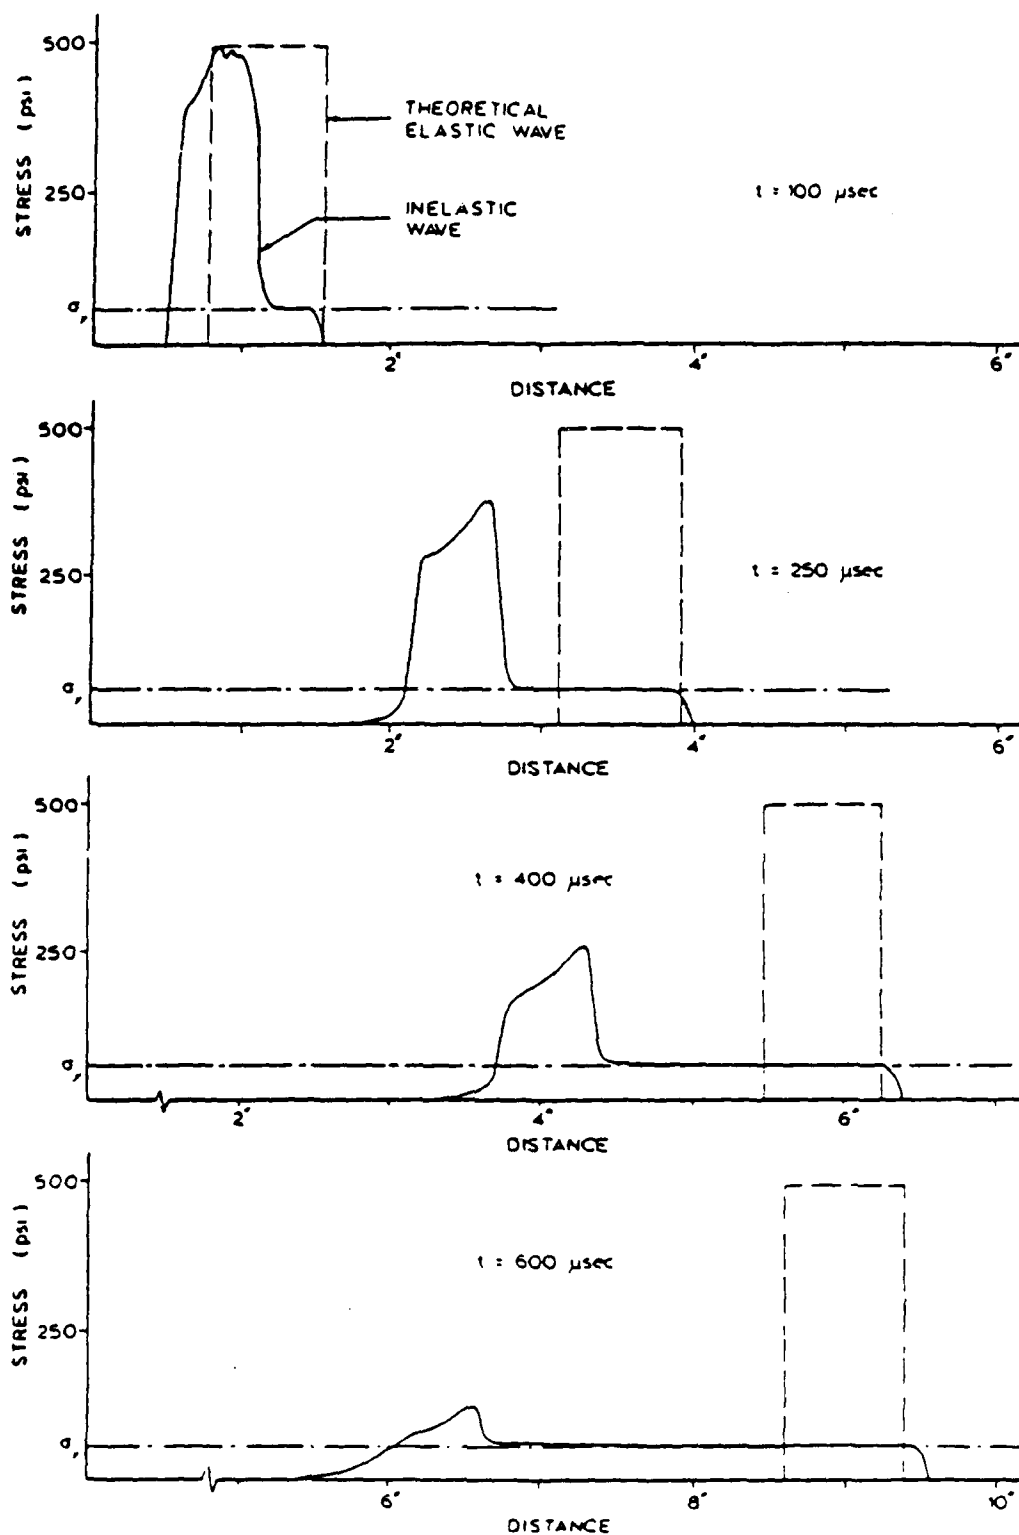 500
STRESS (psi)
THEORETICAL
ELASTIC WAVE
250
t = 100 μsec
INELASTIC
WAVE
σy
2" 4" 6"
DISTANCE
500
STRESS (psi)
250
t = 250 μsec
σy
2" 4" 6"
DISTANCE
500
STRESS (psi)
t = 400 μsec
250
σy
2" 4" 6"
DISTANCE
500
STRESS (psi)
t = 600 μsec
250
σy
6" 8" 10"
DISTANCE